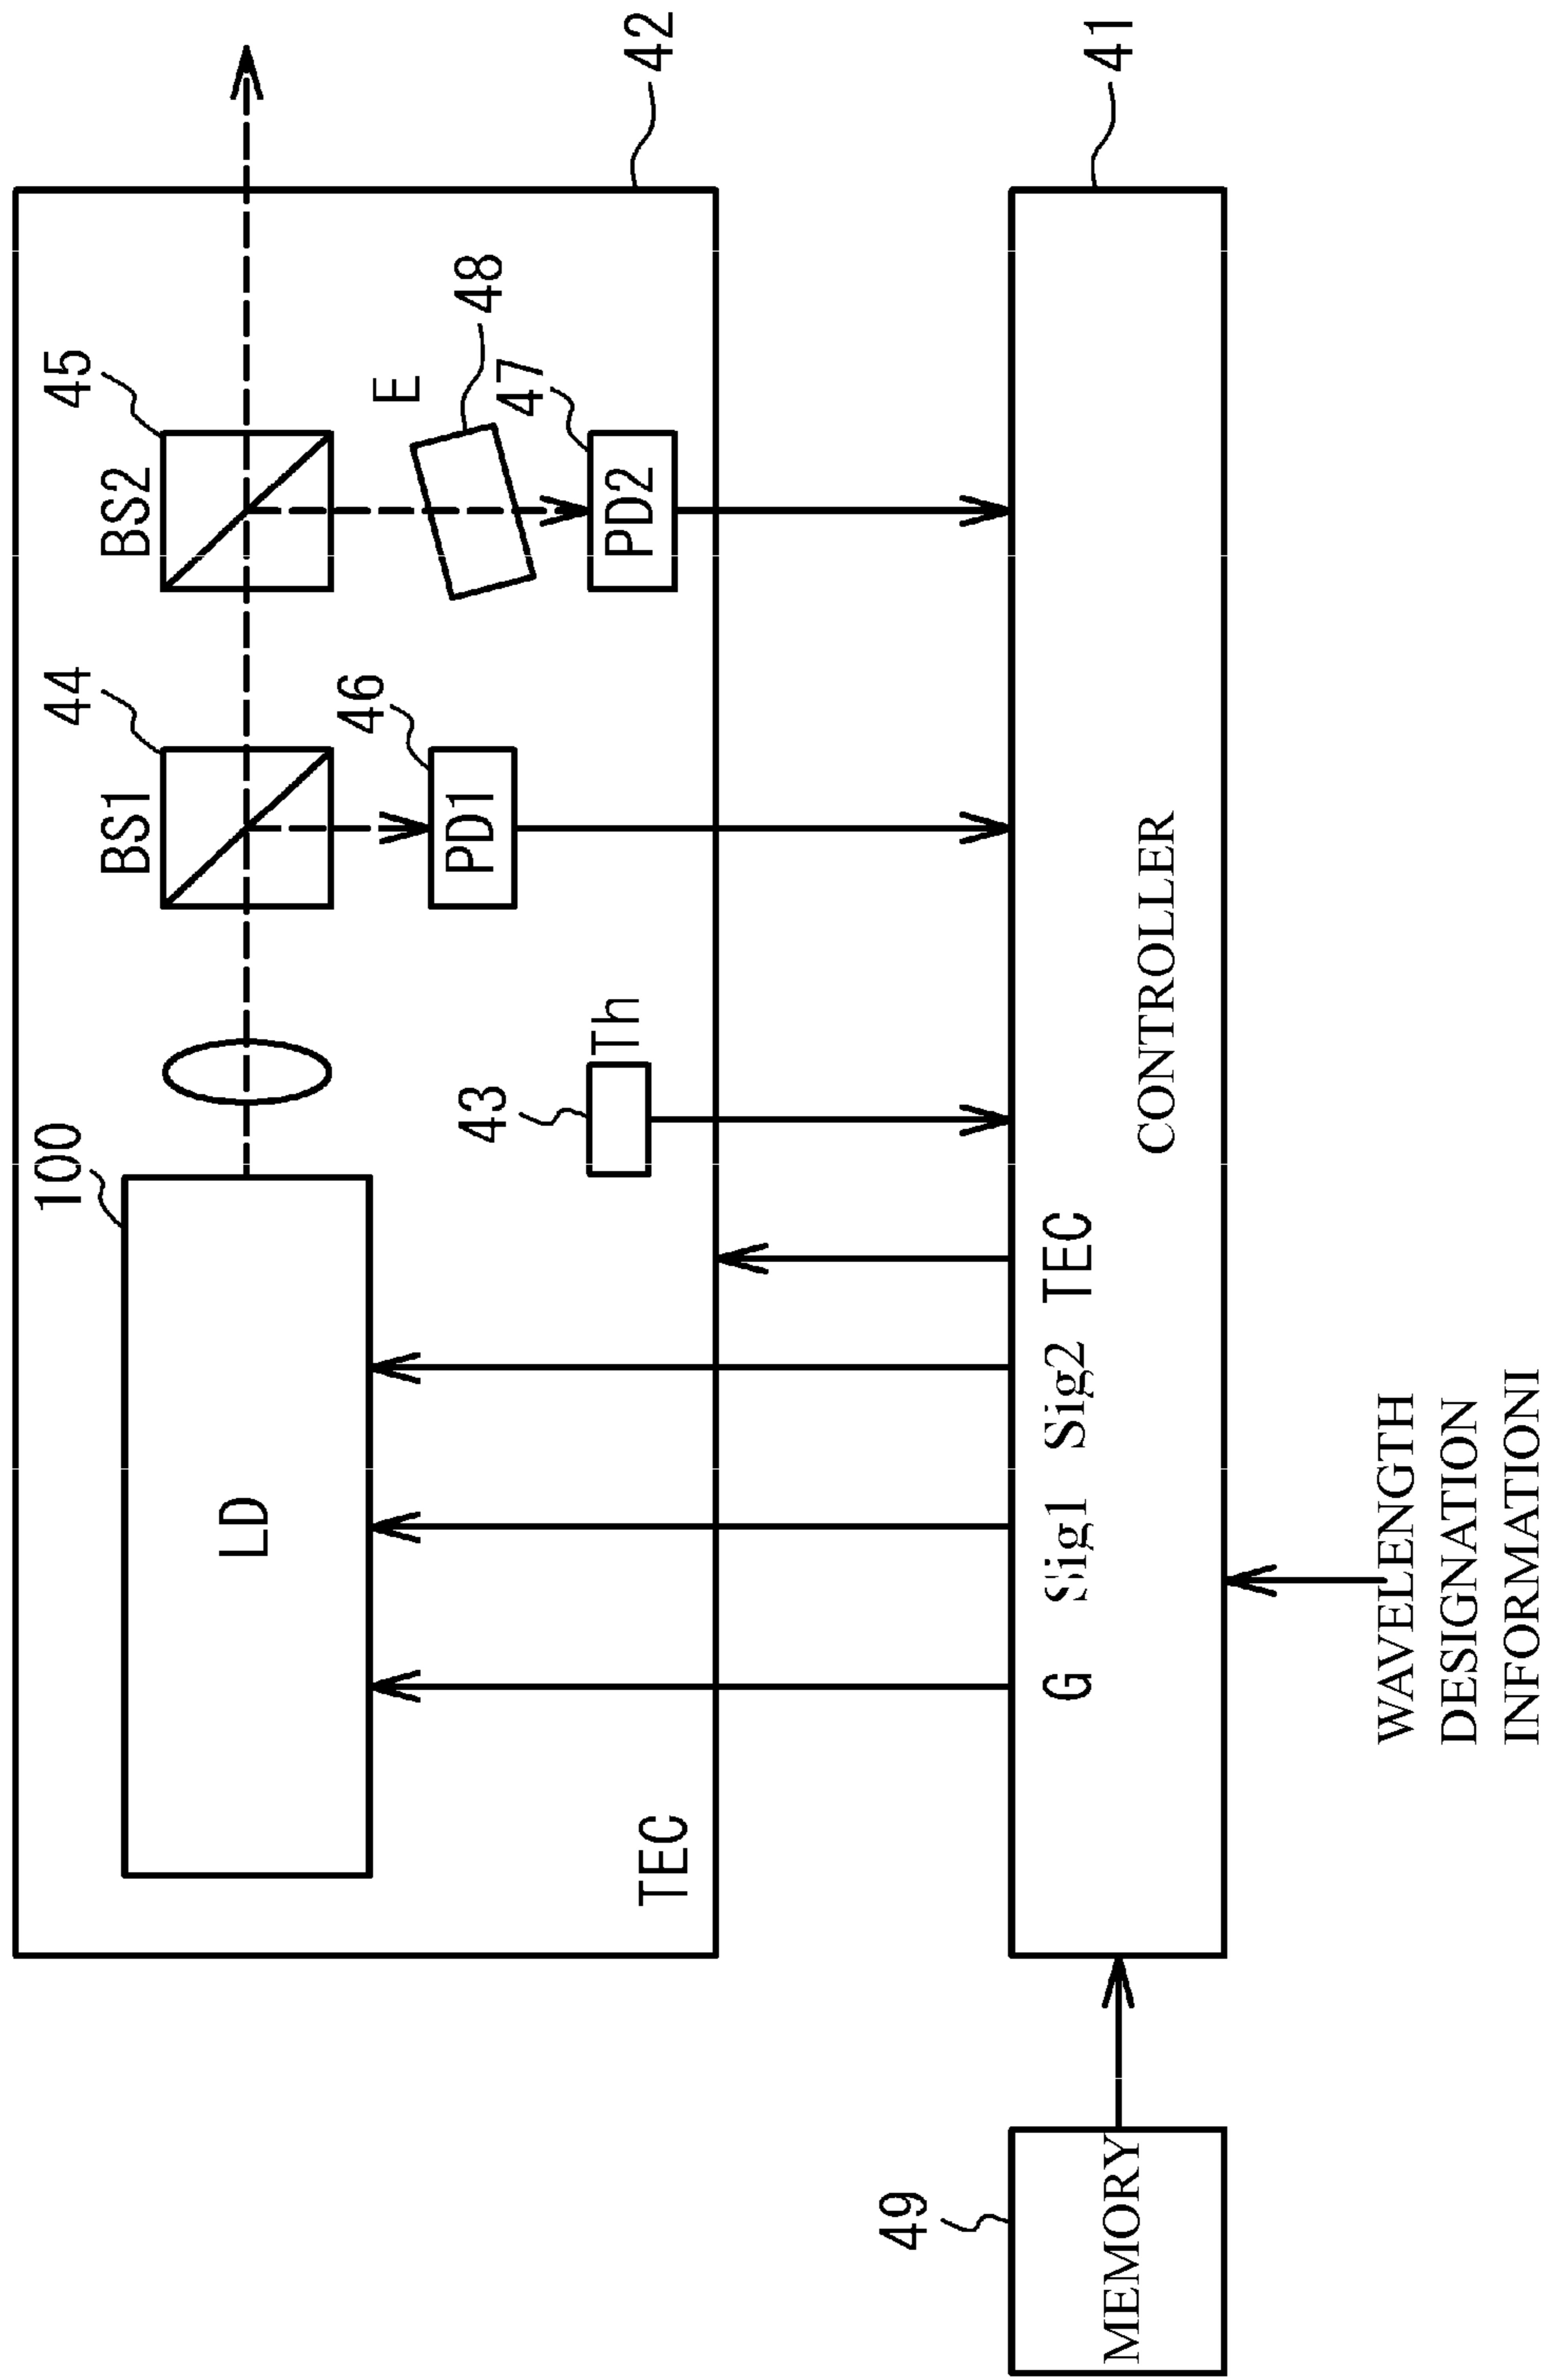 100
LD
44
BS1
45
BS2
42
46
PD1
E
48
47
PD2
43
Th
TEC
41
G Sig1 Sig2 TEC
CONTROLLER
49
MEMORY
WAVELENGTH
DESIGNATION
INFORMATIONI